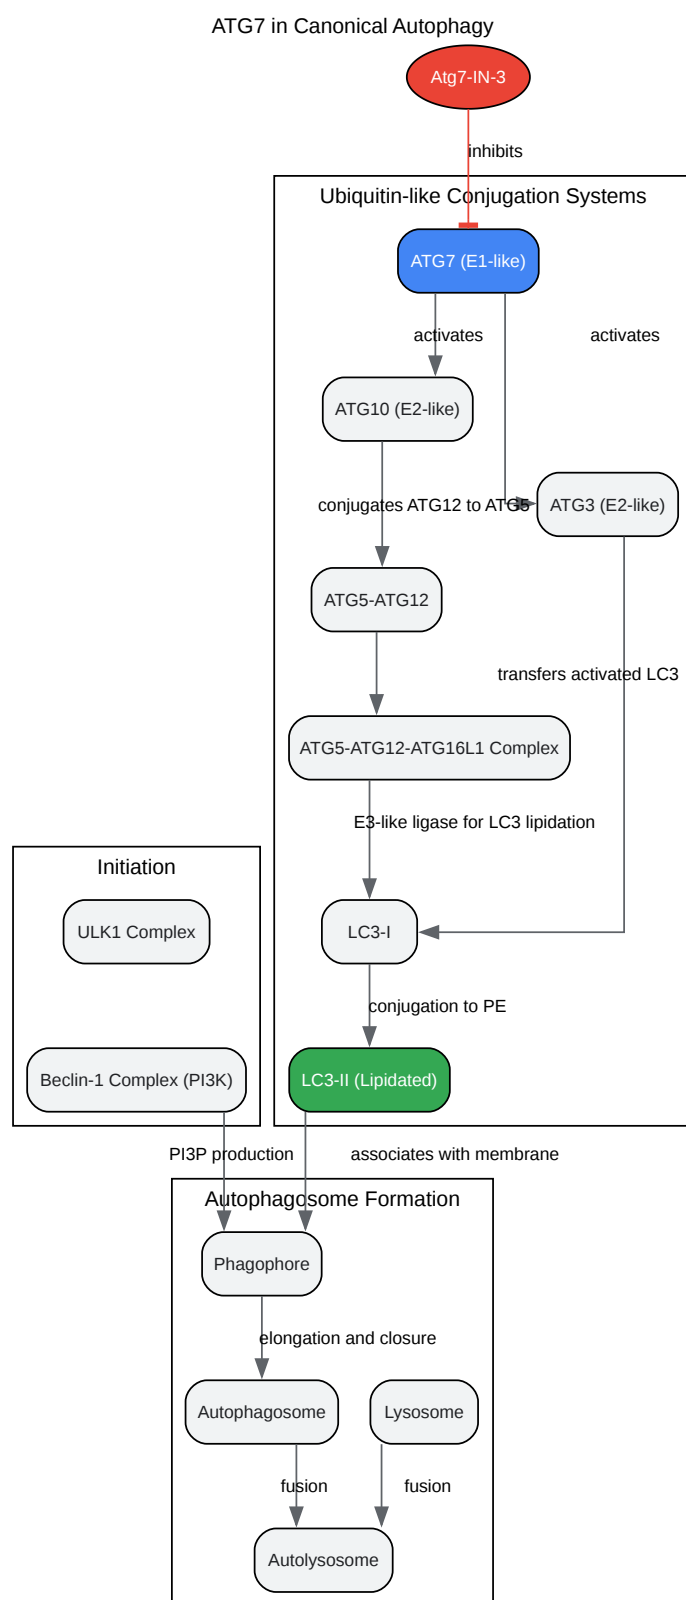 ATG7 in Canonical Autophagy
Atg7-IN-3
inhibits
Ubiquitin-like Conjugation Systems
ATG7 (E1-like)
activates
activates
ATG10 (E2-like)
conjugates ATG12 to ATG5
ATG3 (E2-like)
ATG5-ATG12
transfers activated LC3
ATG5-ATG12-ATG16L1 Complex
E3-like ligase for LC3 lipidation
Initiation
ULK1 Complex
LC3-I
conjugation to PE
Beclin-1 Complex (PI3K)
LC3-II (Lipidated)
PI3P production
associates with membrane
Autophagosome Formation
Phagophore
elongation and closure
Autophagosome
Lysosome
fusion
fusion
Autolysosome